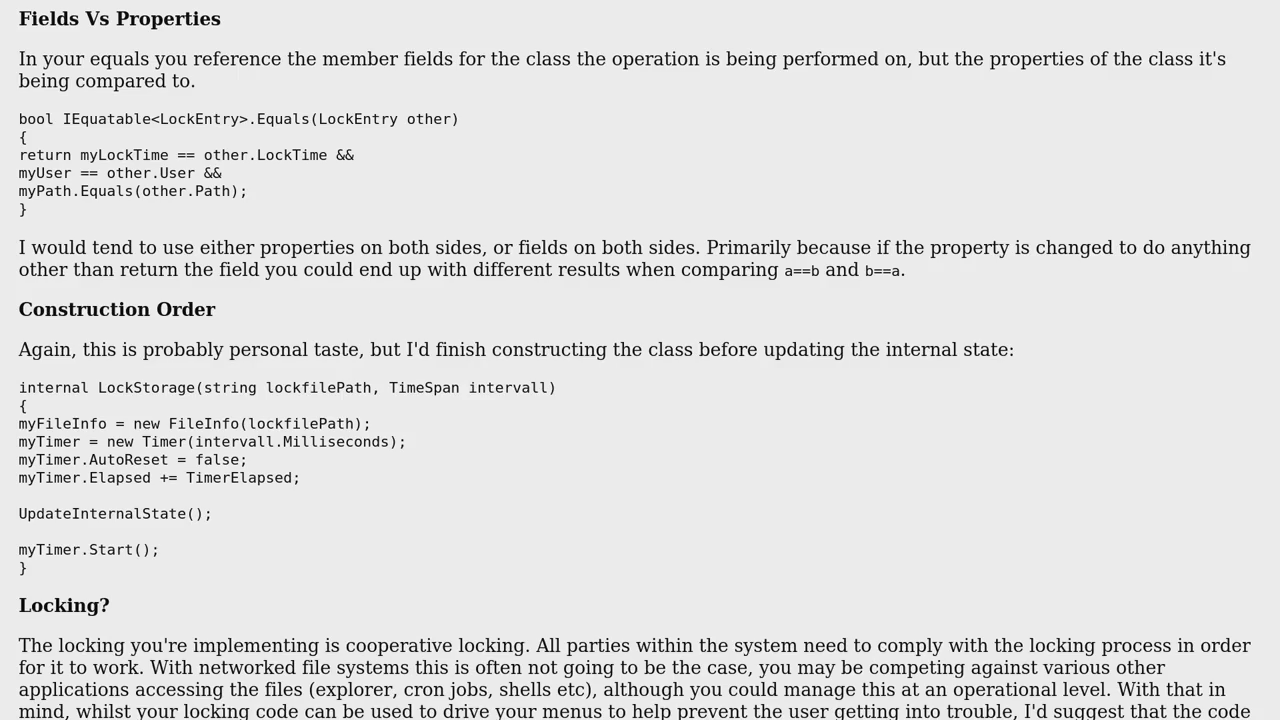 Fields Vs Properties
In your equals you reference the member fields for the class the operation is being performed on, but the properties of the class it's
being compared to.
bool IEquatable<LockEntry>.Equals(LockEntry other)
{
return myLockTime == other.LockTime &&
myUser == other.User &&
myPath.Equals(other.Path);
}
I would tend to use either properties on both sides, or fields on both sides. Primarily because if the property is changed to do anything
other than return the field you could end up with different results when comparing a==b and b==a.
Construction Order
Again, this is probably personal taste, but I'd finish constructing the class before updating the internal state:
internal LockStorage(string lockfilePath, TimeSpan intervall)
{
myFileInfo = new FileInfo(lockfilePath);
myTimer = new Timer(intervall.Milliseconds);
myTimer.AutoReset = false;
myTimer.Elapsed += TimerElapsed;
UpdateInternalState();
myTimer.Start();
}
Locking?
The locking you're implementing is cooperative locking. All parties within the system need to comply with the locking process in order
for it to work. With networked file systems this is often not going to be the case, you may be competing against various other
applications accessing the files (explorer, cron jobs, shells etc), although you could manage this at an operational level. With that in
mind, whilst your locking code can be used to drive your menus to help prevent the user getting into trouble, I'd suggest that the code